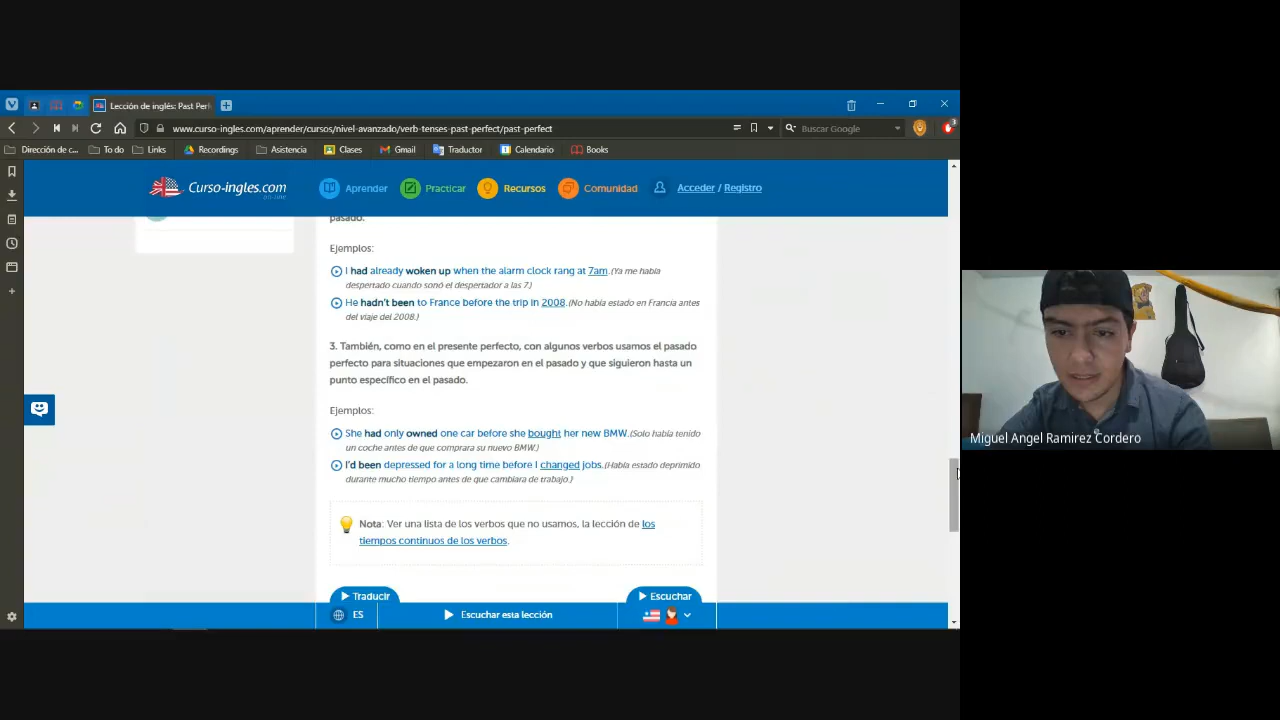 Lección de inglés: Past Perf
www.curso-ingles.com/aprender/cursos/nivel-avanzado/verb-tenses-past-perfect/past-perfect
Buscar Google
3
Dirección de c... To do Links Recordings Asistencia Clases Gmail Traductor Calendario Books
Curso-ingles.com
on-line
Aprender Practicar Recursos Comunidad Acceder / Registro
pasado.
Ejemplos:
I had already woken up when the alarm clock rang at 7am.(Ya me había
despertado cuando sonó el despertador a las 7.)
He hadn't been to France before the trip in 2008.(No había estado en Francia antes
del viaje del 2008.)
3. También, como en el presente perfecto, con algunos verbos usamos el pasado
perfecto para situaciones que empezaron en el pasado y que siguieron hasta un
punto específico en el pasado.
Ejemplos:
She had only owned one car before she bought her new BMW.(Solo había tenido
un coche antes de que comprara su nuevo BMW.)
I'd been depressed for a long time before I changed jobs.(Había estado deprimido
durante mucho tiempo antes de que cambiara de trabajo.)
Nota: Ver una lista de los verbos que no usamos, la lección de los
tiempos continuos de los verbos.
Traducir Escuchar
ES Escuchar esta lección
Miguel Angel Ramirez Cordero